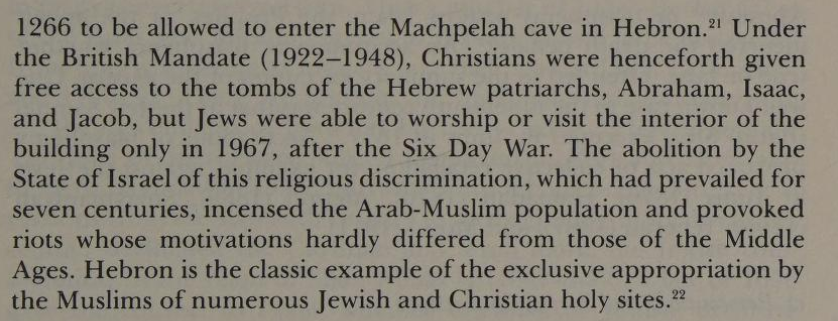 1266 to be allowed to enter the Machpelah cave in Hebron.²¹ Under
the British Mandate (1922–1948), Christians were henceforth given
free access to the tombs of the Hebrew patriarchs, Abraham, Isaac,
and Jacob, but Jews were able to worship or visit the interior of the
building only in 1967, after the Six Day War. The abolition by the
State of Israel of this religious discrimination, which had prevailed for
seven centuries, incensed the Arab-Muslim population and provoked
riots whose motivations hardly differed from those of the Middle
Ages. Hebron is the classic example of the exclusive appropriation by
the Muslims of numerous Jewish and Christian holy sites.²²